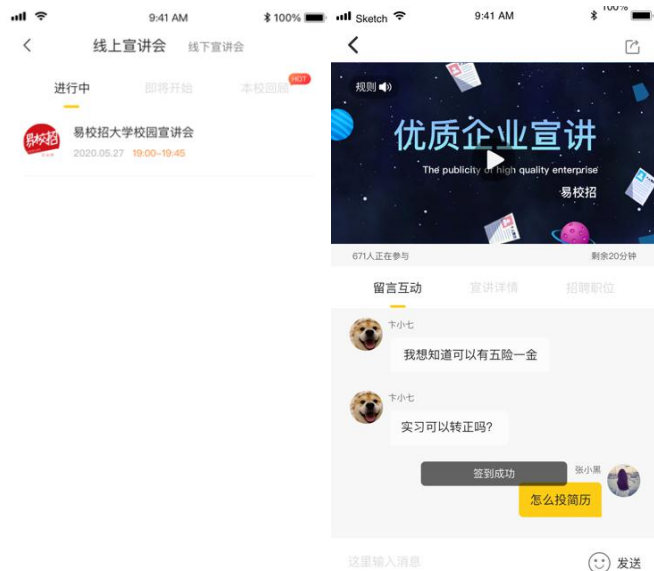 9:41 AM
100%
线上宣讲会 线下宣讲会
进行中 即将开始 本校回顾 HOT
易校招
易校招大学校园宣讲会
2020.05.27 19:00-19:45
Sketch 9:41 AM 100%
规则
优质企业宣讲
The publicity of high quality enterprise
易校招
671人正在参与 剩余20分钟
留言互动 宣讲详情 招聘职位
卞小七
我想知道可以有五险一金
卞小七
实习可以转正吗?
签到成功
张小黑
怎么投简历
这里输入消息 发送